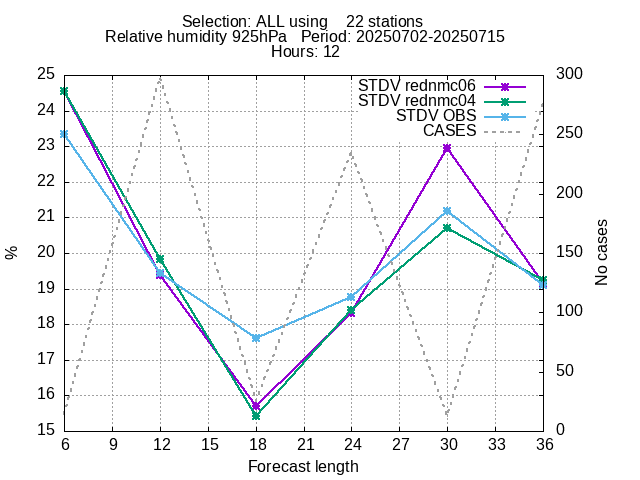 Selection: ALL using    22 stations
Relative humidity 925hPa   Period: 20250702-20250715
Hours: 12
STDV rednmc06
STDV rednmc04
STDV OBS
CASES
25
24
23
22
21
20
19
18
17
16
15
%
300
250
200
150
100
50
0
No cases
6 9 12 15 18 21 24 27 30 33 36
Forecast length